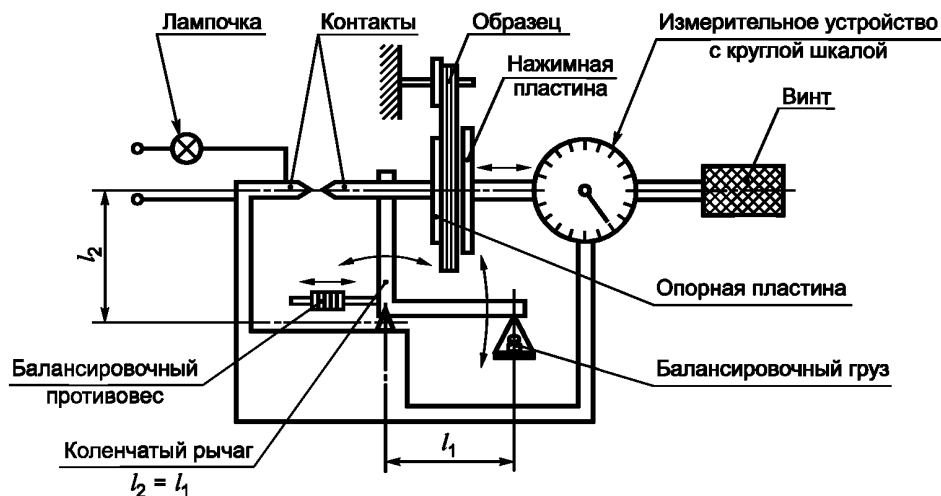 Лампочка
Контакты
Образец
Измерительное устройство
с круглой шкалой
Нажимная
пластина
Винт
l₂
Опорная пластина
Балансировочный
противовес
Балансировочный груз
Коленчатый рычаг
l₂ = l₁
l₁